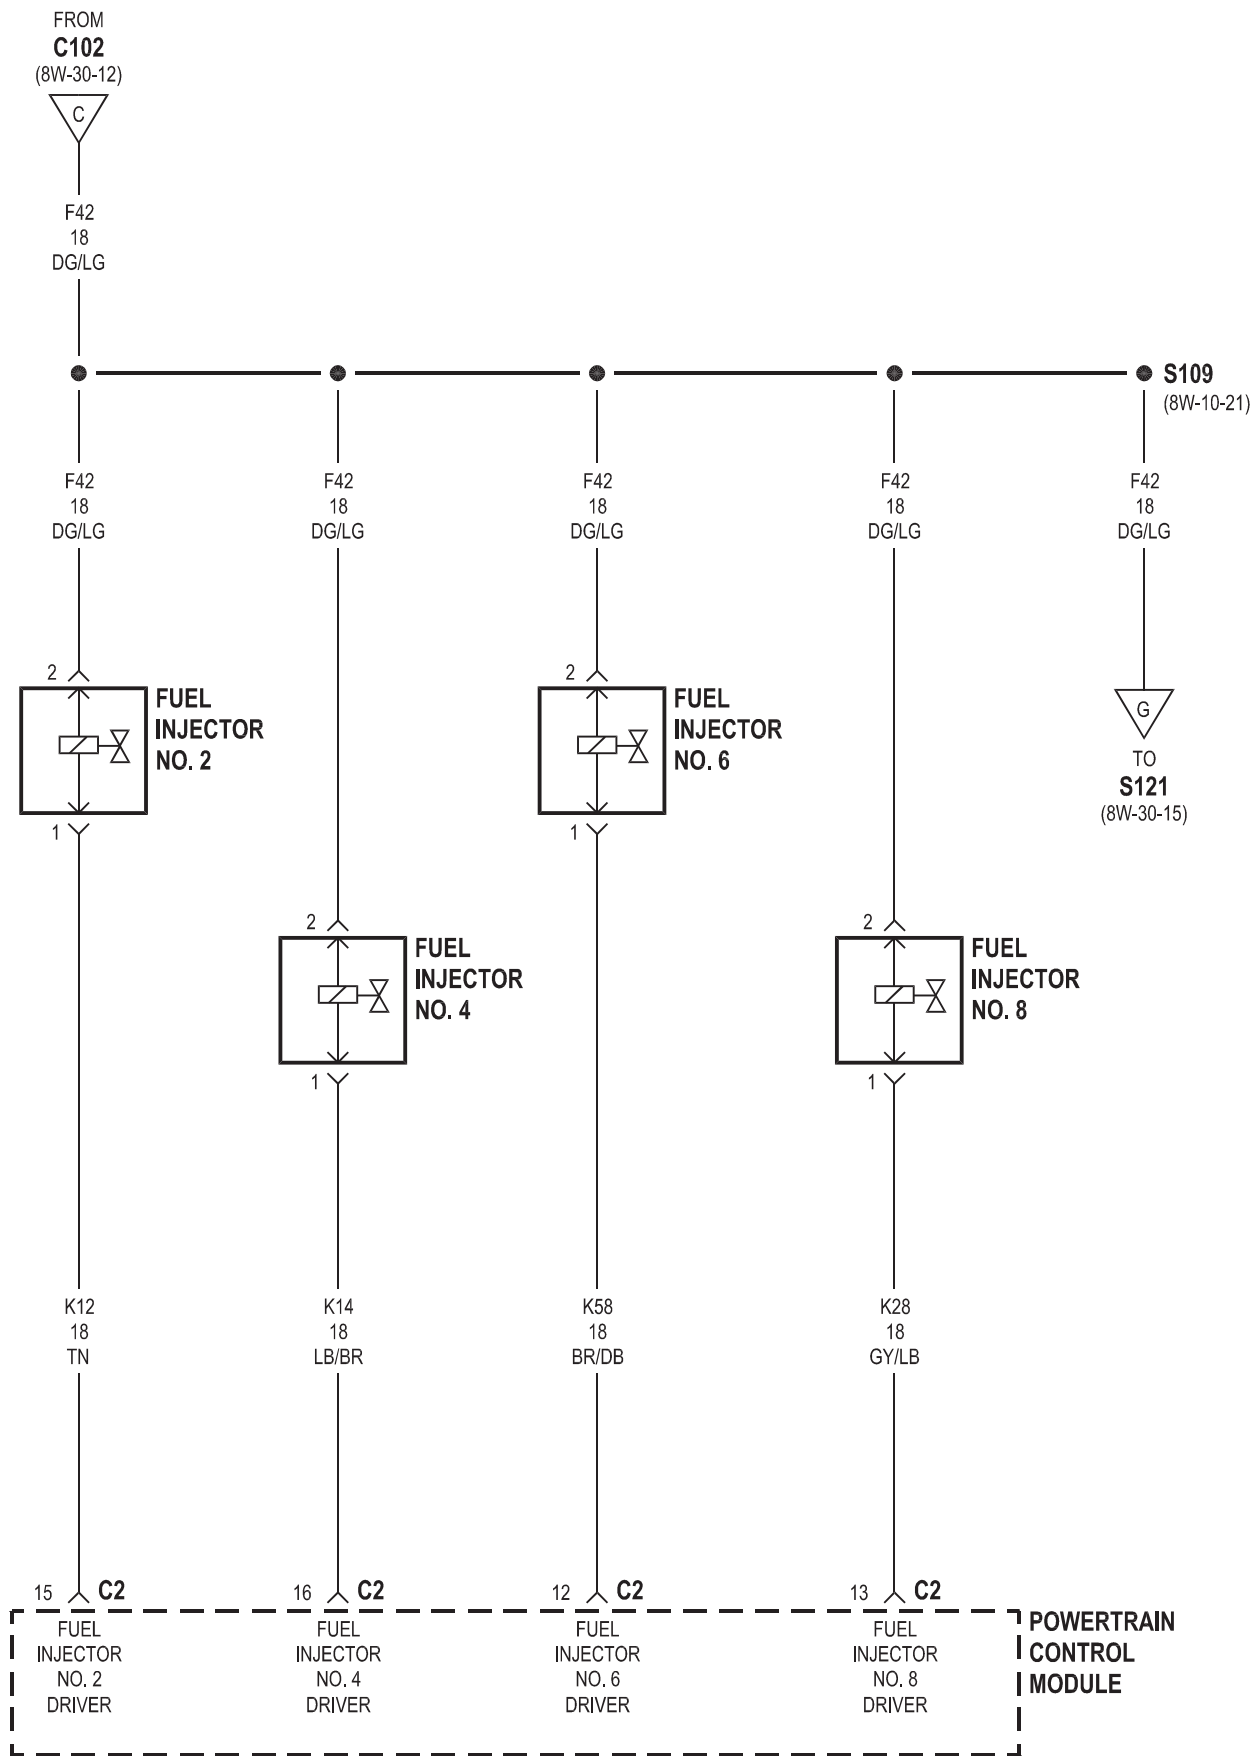 FROM
C102
(8W-30-12)
C
F42
18
DG/LG
S109
(8W-10-21)
F42
18
DG/LG
F42
18
DG/LG
F42
18
DG/LG
F42
18
DG/LG
F42
18
DG/LG
2
FUEL
INJECTOR
NO. 2
1
2
FUEL
INJECTOR
NO. 6
1
G
TO
S121
(8W-30-15)
2
FUEL
INJECTOR
NO. 4
1
2
FUEL
INJECTOR
NO. 8
1
K12
18
TN
K14
18
LB/BR
K58
18
BR/DB
K28
18
GY/LB
15 C2
16 C2
12 C2
13 C2
FUEL
INJECTOR
NO. 2
DRIVER
FUEL
INJECTOR
NO. 4
DRIVER
FUEL
INJECTOR
NO. 6
DRIVER
FUEL
INJECTOR
NO. 8
DRIVER
POWERTRAIN
CONTROL
MODULE